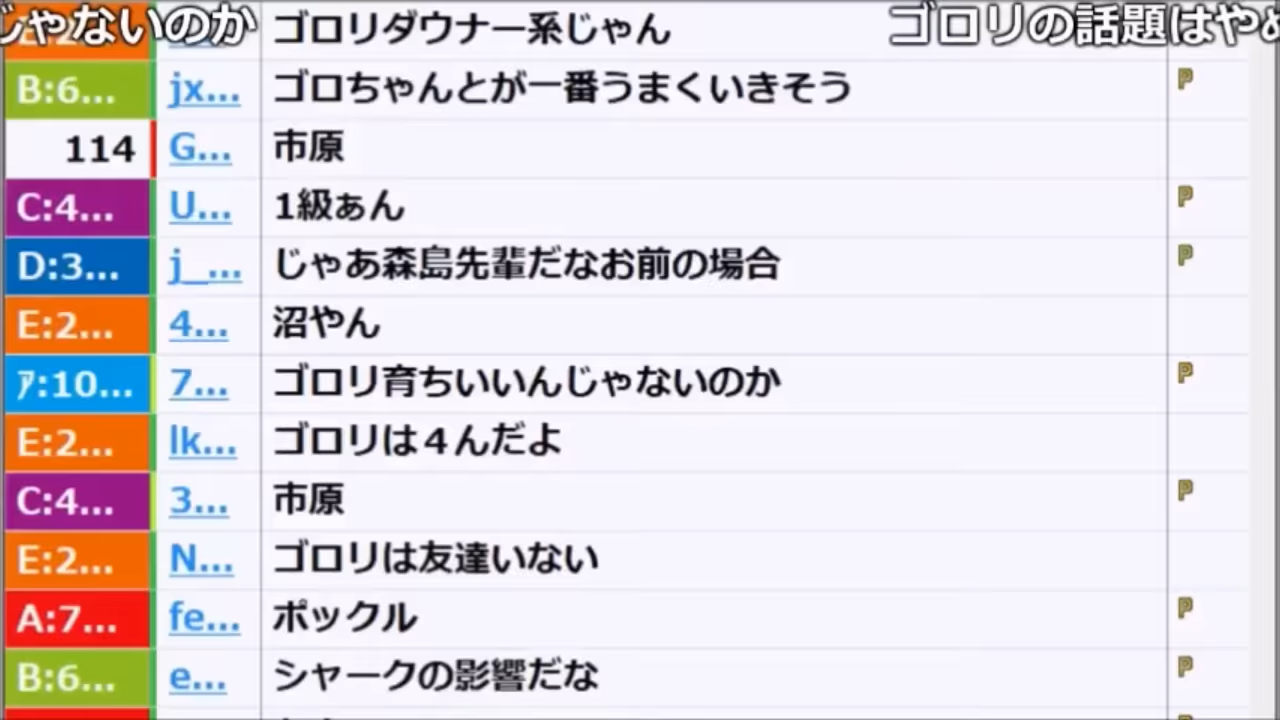 じゃないのか
ゴロリの話題はやめ
E:2... ゴロリダウナー系じゃん
B:6... jx... ゴロちゃんとが一番うまくいきそう P
114 G... 市原
C:4... U... 1級ぁん P
D:3... j_... じゃあ森島先輩だなお前の場合 P
E:2... 4... 沼やん
ｱ:10... 7... ゴロリ育ちいいんじゃないのか P
E:2... lk... ゴロリは４んだよ
C:4... 3... 市原 P
E:2... N... ゴロリは友達いない
A:7... fe... ポックル P
B:6... e... シャークの影響だな P